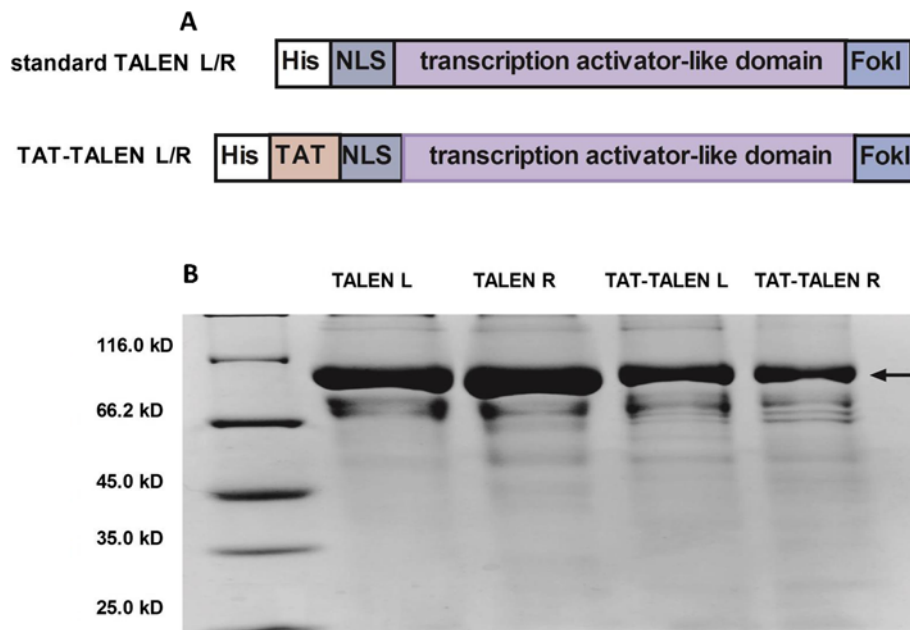 A
standard TALEN L/R His NLS transcription activator-like domain FokI
TAT-TALEN L/R His TAT NLS transcription activator-like domain FokI
B TALEN L TALEN R TAT-TALEN L TAT-TALEN R
116.0 kD
66.2 kD
45.0 kD
35.0 kD
25.0 kD